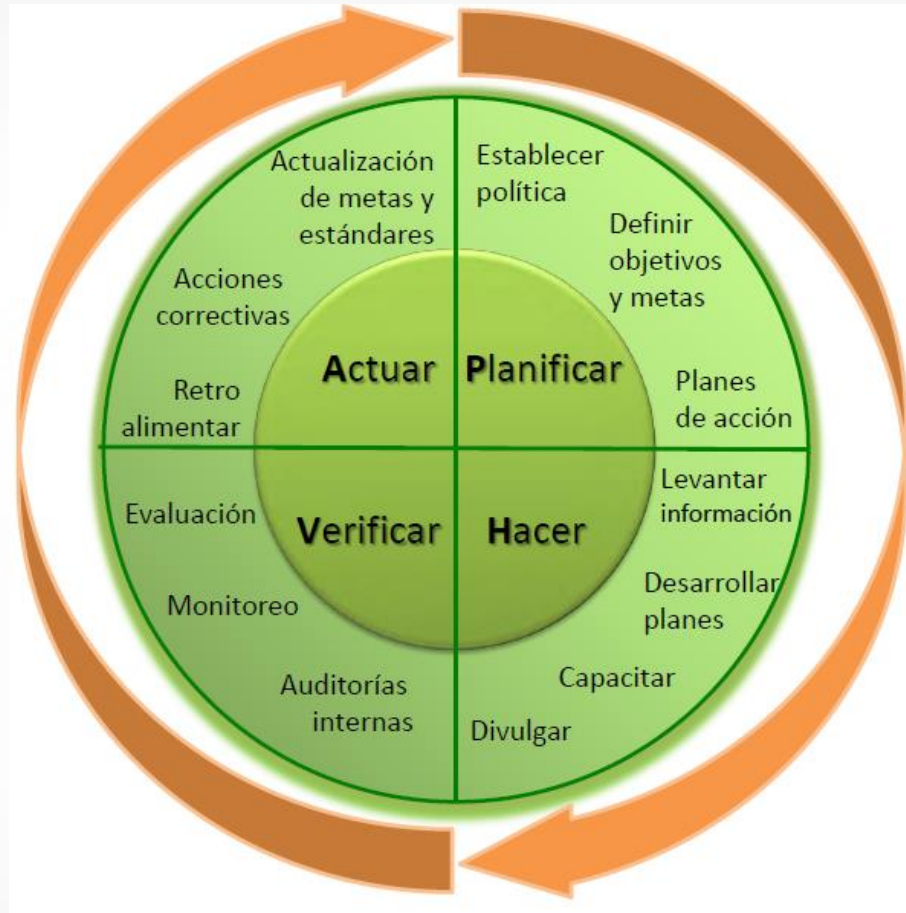 Establecer
política
Definir
objetivos
y metas
Planes
de acción
Planificar
Levantar
información
Desarrollar
planes
Capacitar
Divulgar
Hacer
Auditorías
internas
Monitoreo
Evaluación
Verificar
Retro
alimentar
Acciones
correctivas
Actualización
de metas y
estándares
Actuar